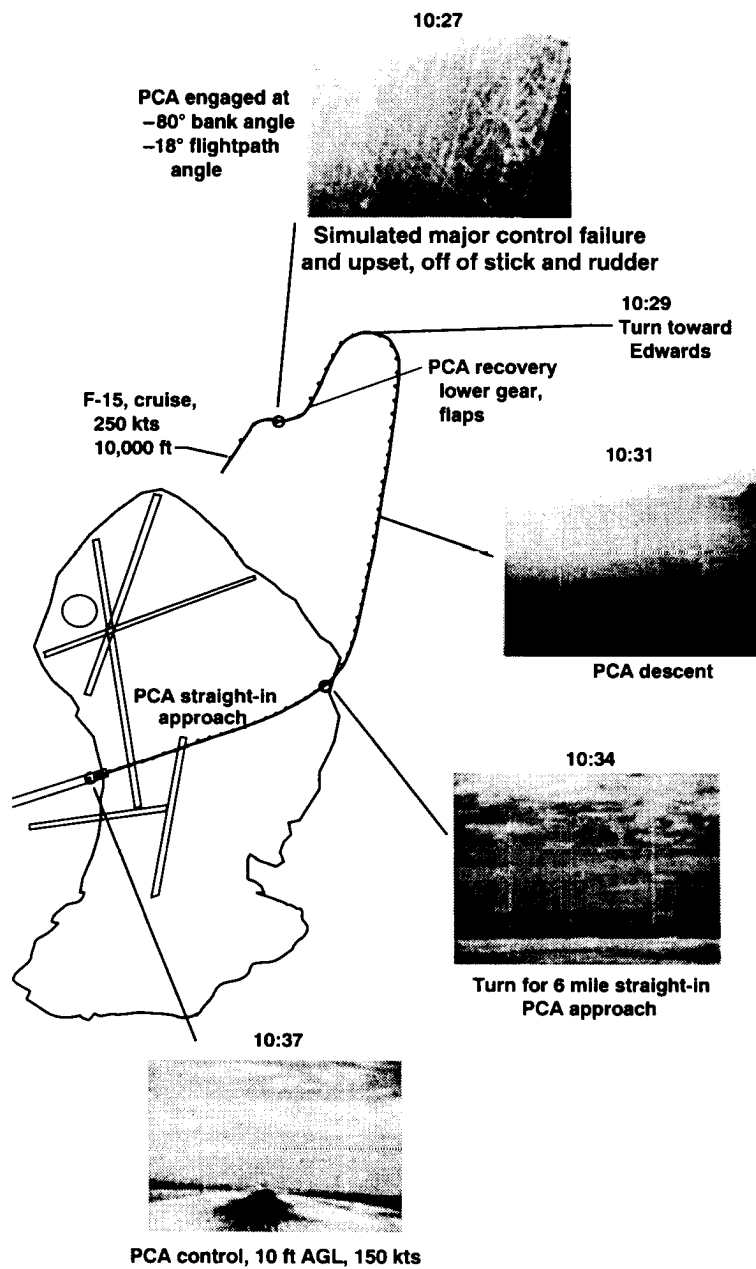 10:27
PCA engaged at
–80° bank angle
–18° flightpath
angle
Simulated major control failure
and upset, off of stick and rudder
10:29
Turn toward
Edwards
PCA recovery
lower gear,
flaps
F-15, cruise,
250 kts
10,000 ft
10:31
PCA descent
PCA straight-in
approach
10:34
Turn for 6 mile straight-in
PCA approach
10:37
PCA control, 10 ft AGL, 150 kts